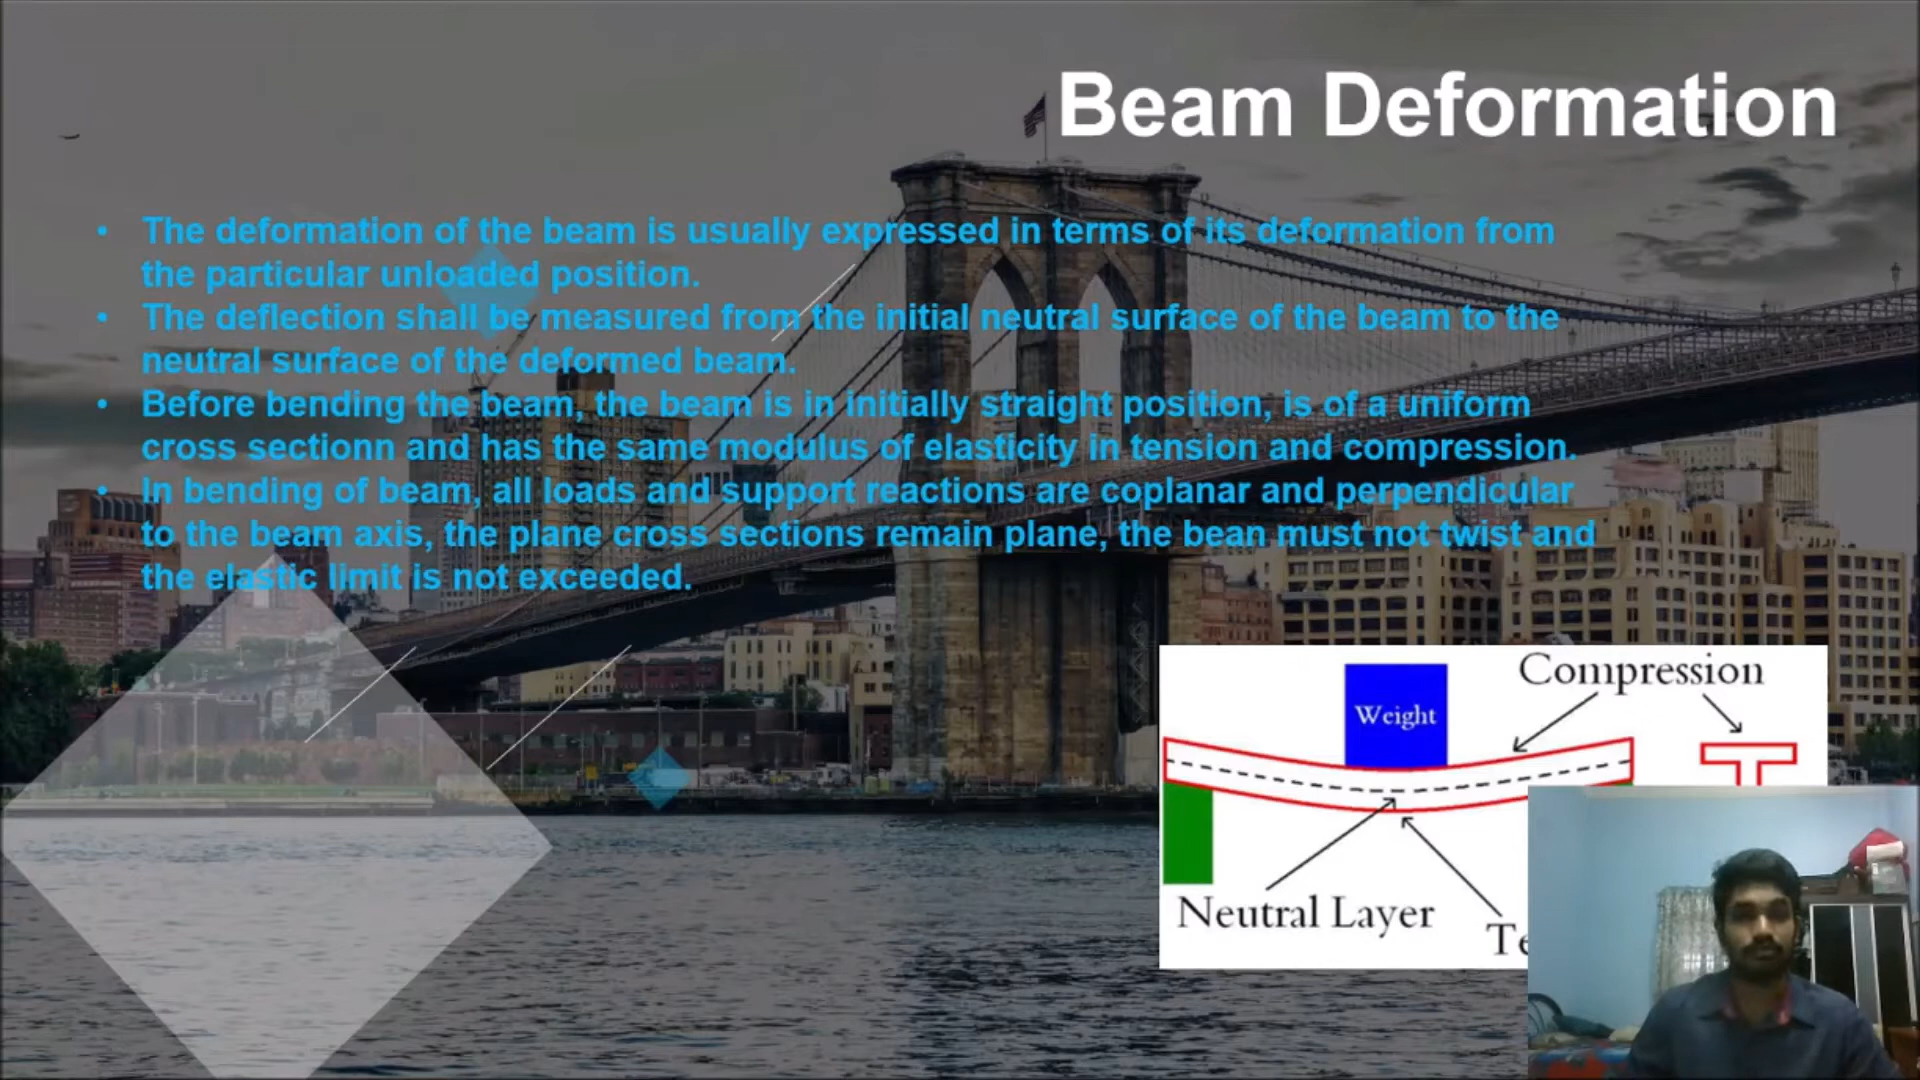 Beam Deformation
• The deformation of the beam is usually expressed in terms of its deformation from
the particular unloaded position.
• The deflection shall be measured from the initial neutral surface of the beam to the
neutral surface of the deformed beam.
• Before bending the beam, the beam is in initially straight position, is of a uniform
cross sectionn and has the same modulus of elasticity in tension and compression.
• In bending of beam, all loads and support reactions are coplanar and perpendicular
to the beam axis, the plane cross sections remain plane, the bean must not twist and
the elastic limit is not exceeded.
Compression
Weight
Neutral Layer